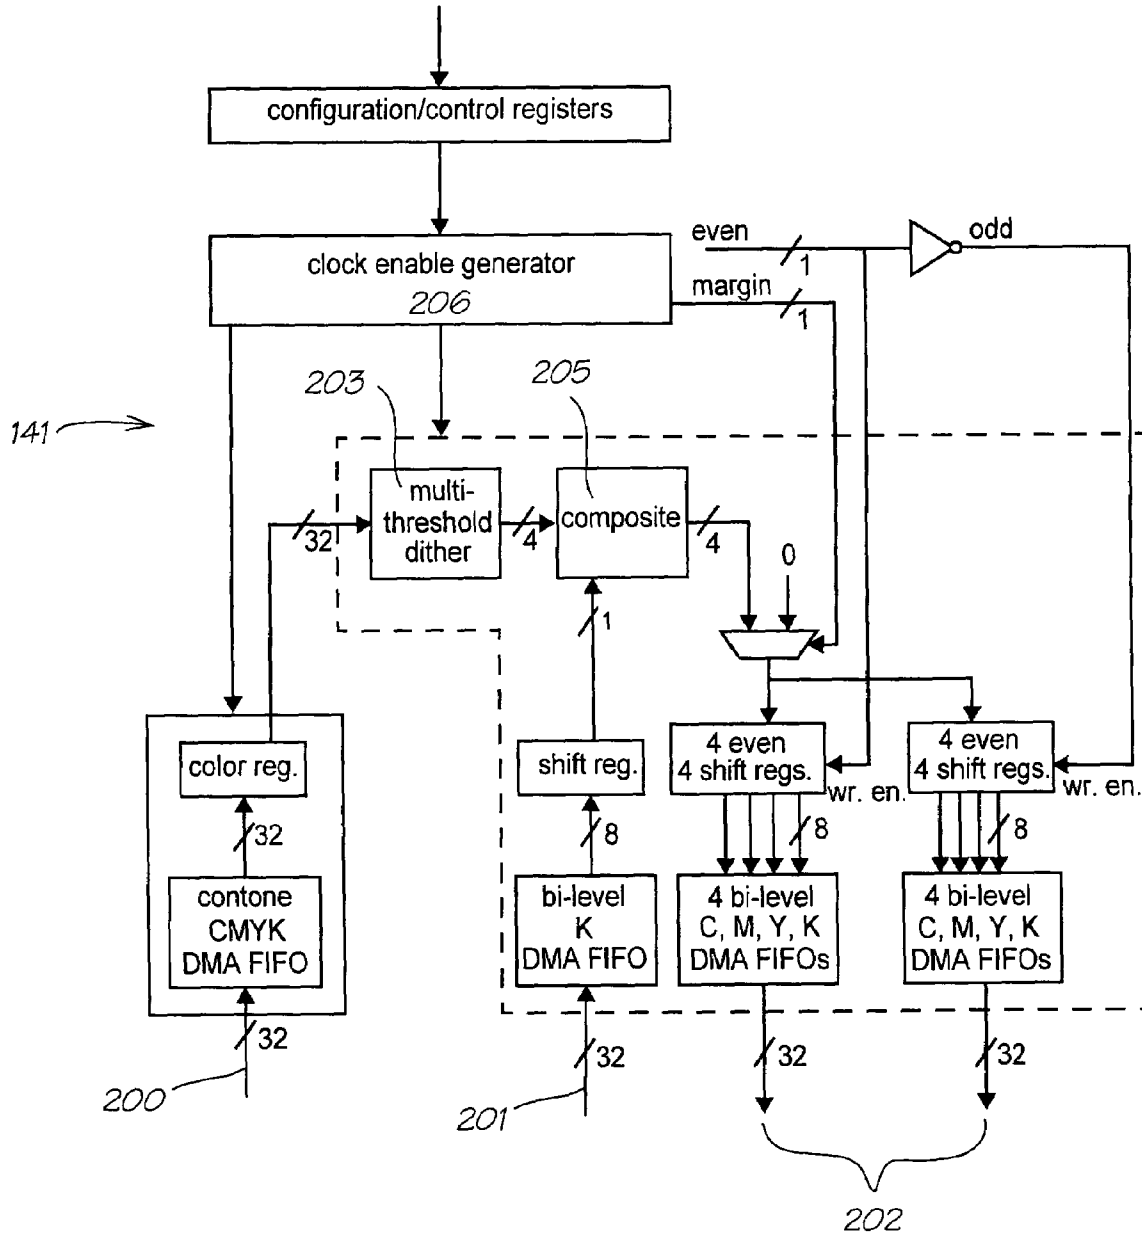 configuration/control registers
even
odd
1
clock enable generator
206
margin
1
203
205
141
multi-
threshold
dither
composite
32
4
4
0
1
color reg.
shift reg.
4 even
4 shift regs.
wr. en.
4 even
4 shift regs.
wr. en.
32
8
8
8
contone
CMYK
DMA FIFO
bi-level
K
DMA FIFO
4 bi-level
C, M, Y, K
DMA FIFOs
4 bi-level
C, M, Y, K
DMA FIFOs
32
32
32
32
200
201
202